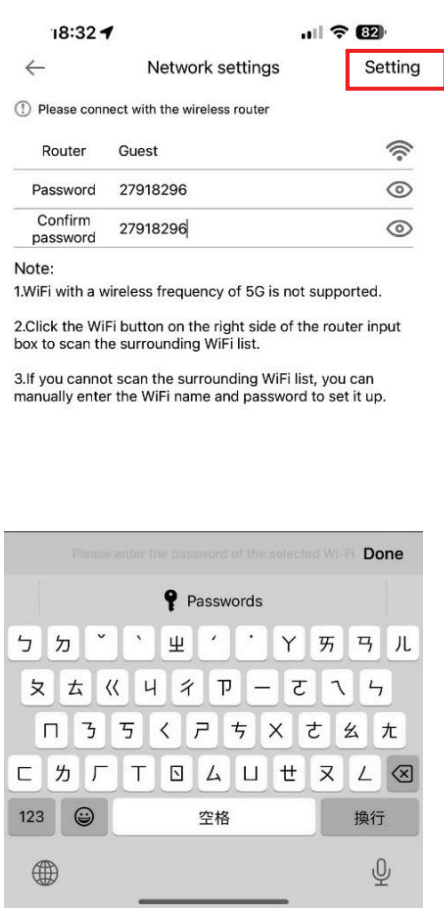 18:32
82
Network settings
Setting
Please connect with the wireless router
Router Guest
Password 27918296
Confirm password 27918296
Note:
1.WiFi with a wireless frequency of 5G is not supported.
2.Click the WiFi button on the right side of the router input
box to scan the surrounding WiFi list.
3.If you cannot scan the surrounding WiFi list, you can
manually enter the WiFi name and password to set it up.
Please enter the password of the selected Wi-Fi Done
Passwords
ㄅ ㄉ ˇ ˋ ㄓ ˊ ˙ ㄚ ㄞ ㄢ ㄦ
ㄆ ㄊ ㄍ ㄐ ㄔ ㄗ ㄧ ㄛ ㄟ ㄣ
ㄇ ㄋ ㄎ ㄑ ㄕ ㄘ ㄨ ㄜ ㄠ ㄤ
ㄈ ㄌ ㄏ ㄒ ㄖ ㄙ ㄩ ㄝ ㄡ ㄥ
123 空格 換行